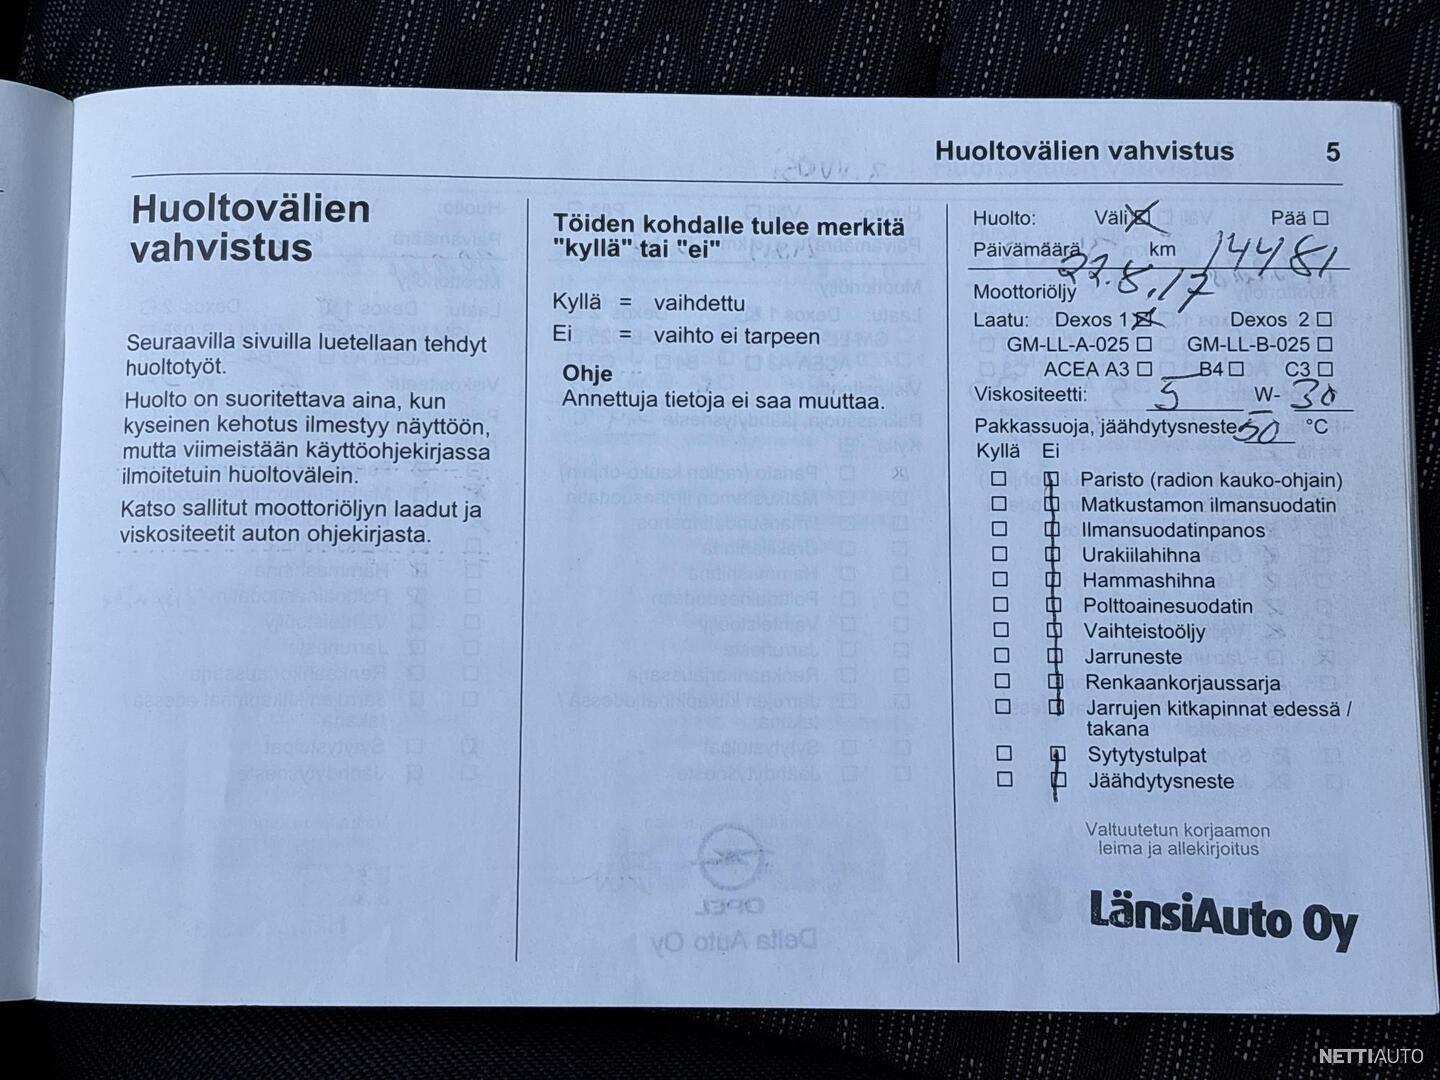 Huoltovälien vahvistus 5
Huoltovälien
vahvistus
Seuraavilla sivuilla luetellaan tehdyt
huoltotyöt.
Huolto on suoritettava aina, kun
kyseinen kehotus ilmestyy näyttöön,
mutta viimeistään käyttöohjekirjassa
ilmoitetuin huoltovälein.
Katso sallitut moottoriöljyn laadut ja
viskositeetit auton ohjekirjasta.
Töiden kohdalle tulee merkitä
"kyllä" tai "ei"
Kyllä = vaihdettu
Ei = vaihto ei tarpeen
Ohje
Annettuja tietoja ei saa muuttaa.
Huolto: Väli Pää
Päivämäärä km 14481
27.8.17
Moottoriöljy
Laatu: Dexos 1 Dexos 2
GM-LL-A-025 GM-LL-B-025
ACEA A3 B4 C3
Viskositeetti: 5 W- 30
Pakkassuoja, jäähdytysneste -50 °C
Kyllä Ei
Paristo (radion kauko-ohjain)
Matkustamon ilmansuodatin
Ilmansuodatinpanos
Urakiilahihna
Hammashihna
Polttoainesuodatin
Vaihteistoöljy
Jarruneste
Renkaankorjaussarja
Jarrujen kitkapinnat edessä /
takana
Sytytystulpat
Jäähdytysneste
Valtuutetun korjaamon
leima ja allekirjoitus
LänsiAuto Oy
OPEL
Delta Auto Oy
NETTIAUTO